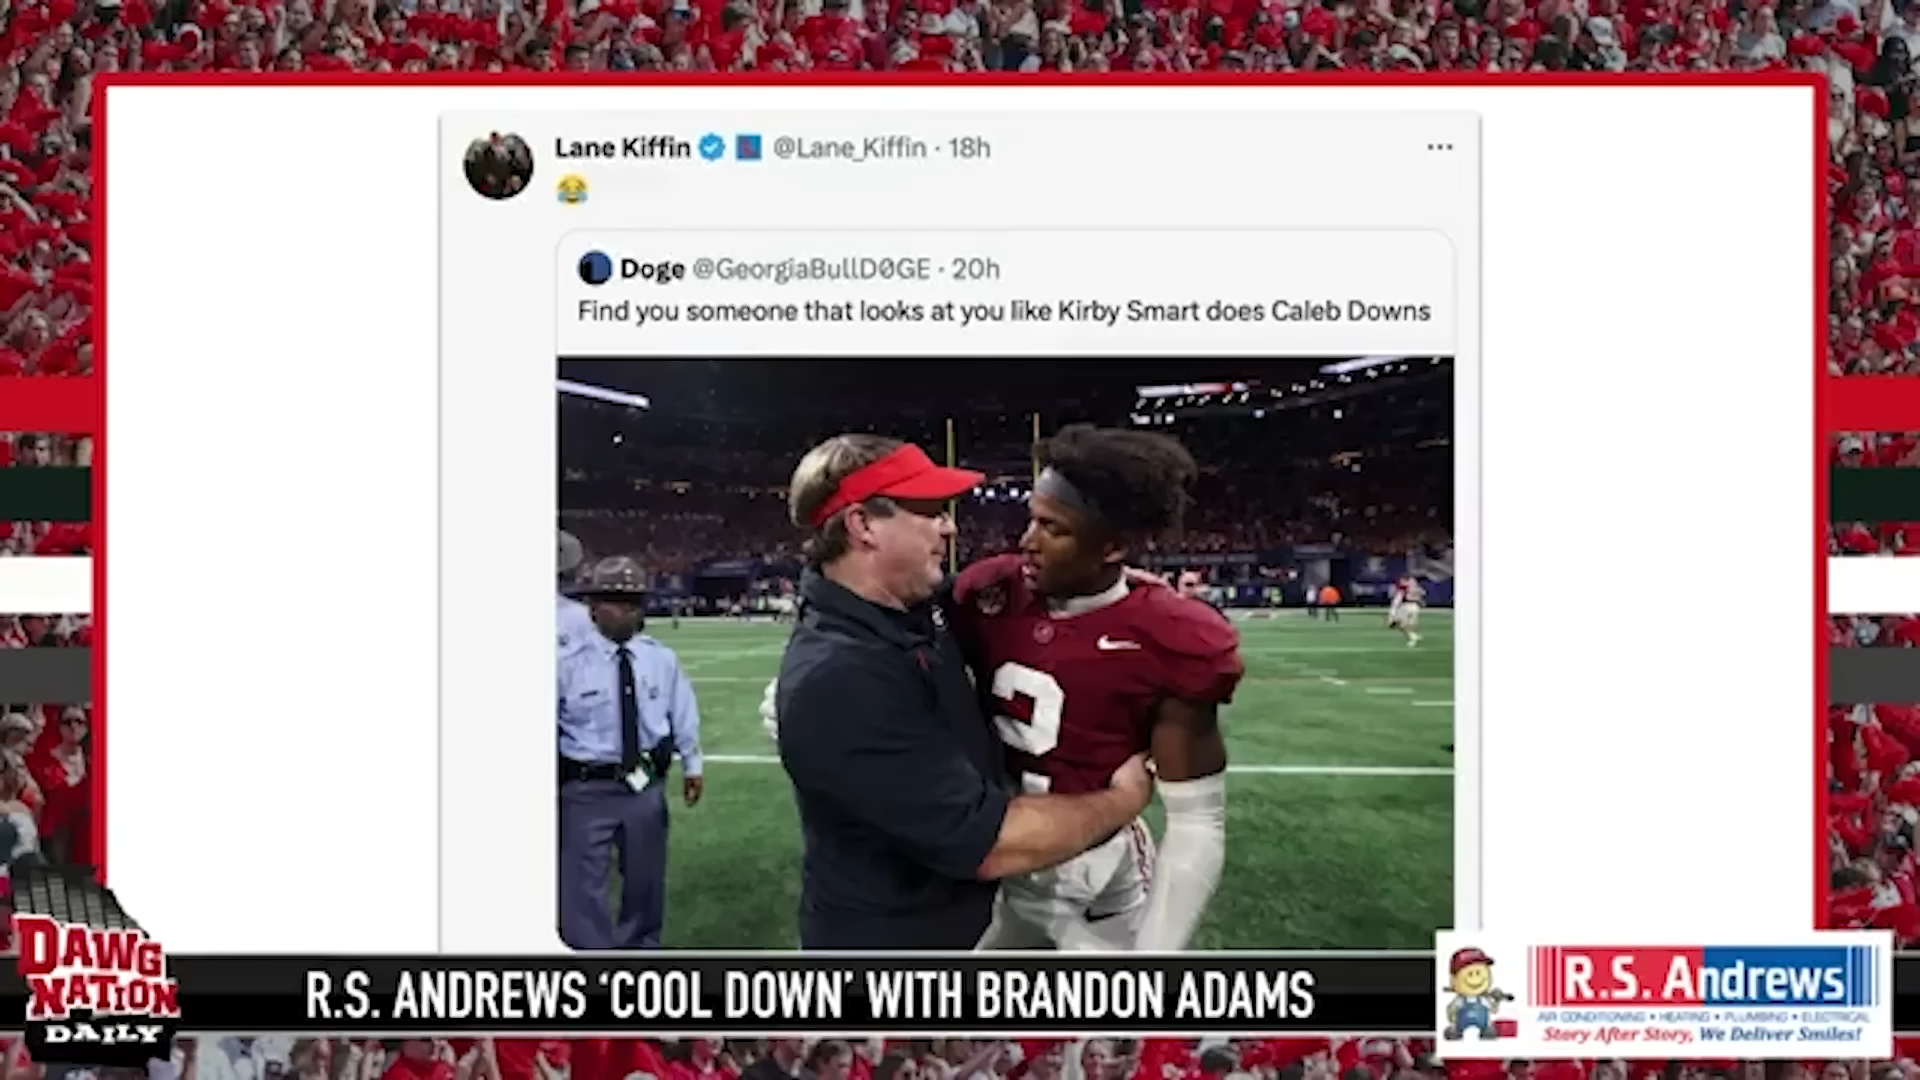 Lane Kiffin @Lane_Kiffin · 18h
😂
Doge @GeorgiaBullD0GE · 20h
Find you someone that looks at you like Kirby Smart does Caleb Downs
2
DAWG
NATION
DAILY
R.S. ANDREWS ‘COOL DOWN’ WITH BRANDON ADAMS
R.S. Andrews
AIR CONDITIONING • HEATING • PLUMBING • ELECTRICAL
Story After Story, We Deliver Smiles!